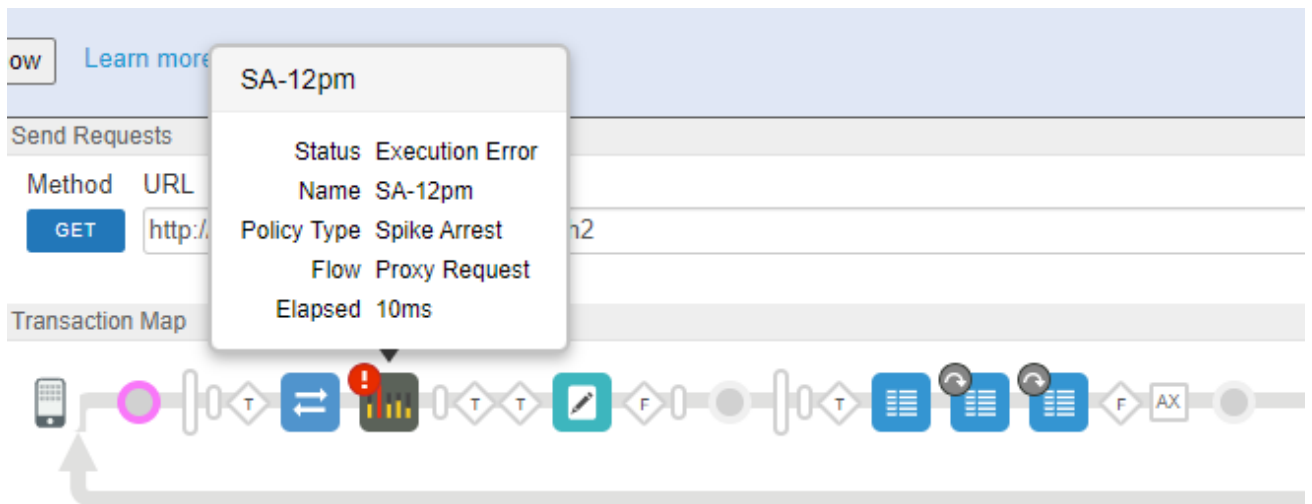 ow Learn more
SA-12pm
Send Requests
Status Execution Error
Method URL
Name SA-12pm
GET http:/
Policy Type Spike Arrest
n2
Flow Proxy Request
Elapsed 10ms
Transaction Map
! T T T F T F AX